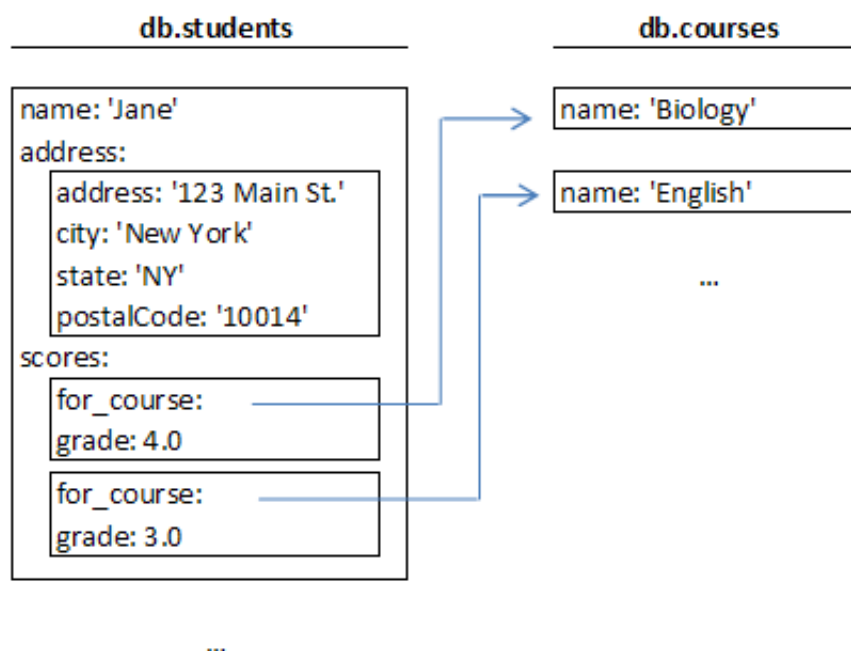 db.students
name: 'Jane'
address:
address: '123 Main St.'
city: 'New York'
state: 'NY'
postalCode: '10014'
scores:
for_course:
grade: 4.0
for_course:
grade: 3.0
...
db.courses
name: 'Biology'
name: 'English'
...